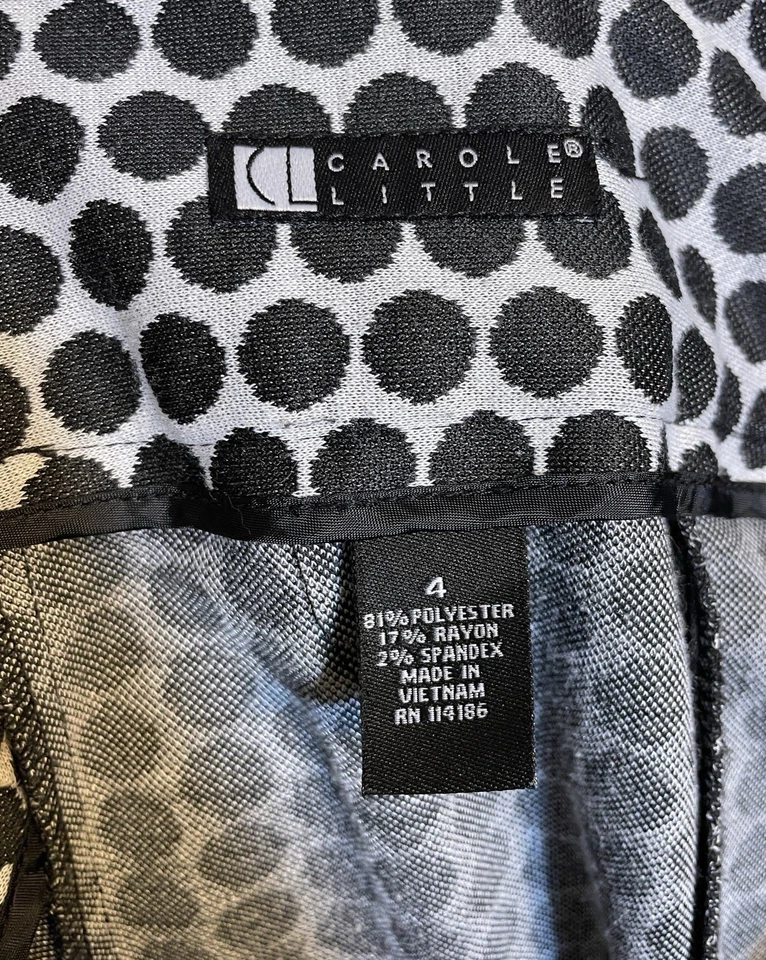 CL CAROLE®
LITTLE
4
81% POLYESTER
17% RAYON
2% SPANDEX
MADE IN
VIETNAM
RN 114186